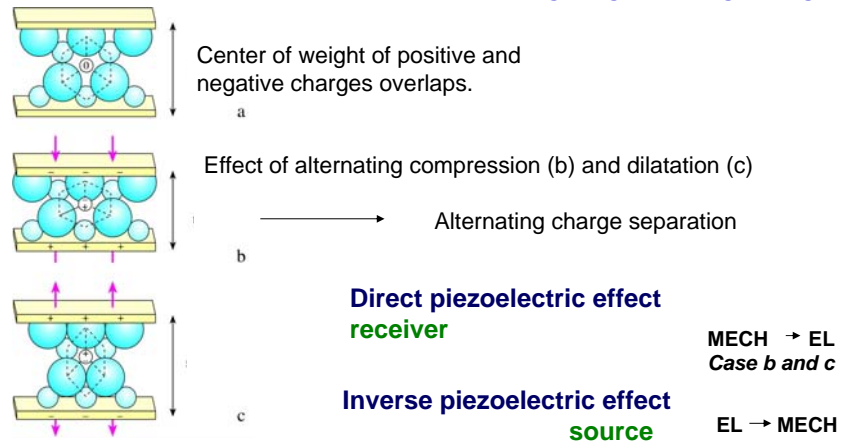 Center of weight of positive and
negative charges overlaps.
a
Effect of alternating compression (b) and dilatation (c)
− − −
+ + +
Alternating charge separation
b
+ + +
− − −
c
Direct piezoelectric effect
receiver
MECH → EL
Case b and c
Inverse piezoelectric effect
source
EL → MECH